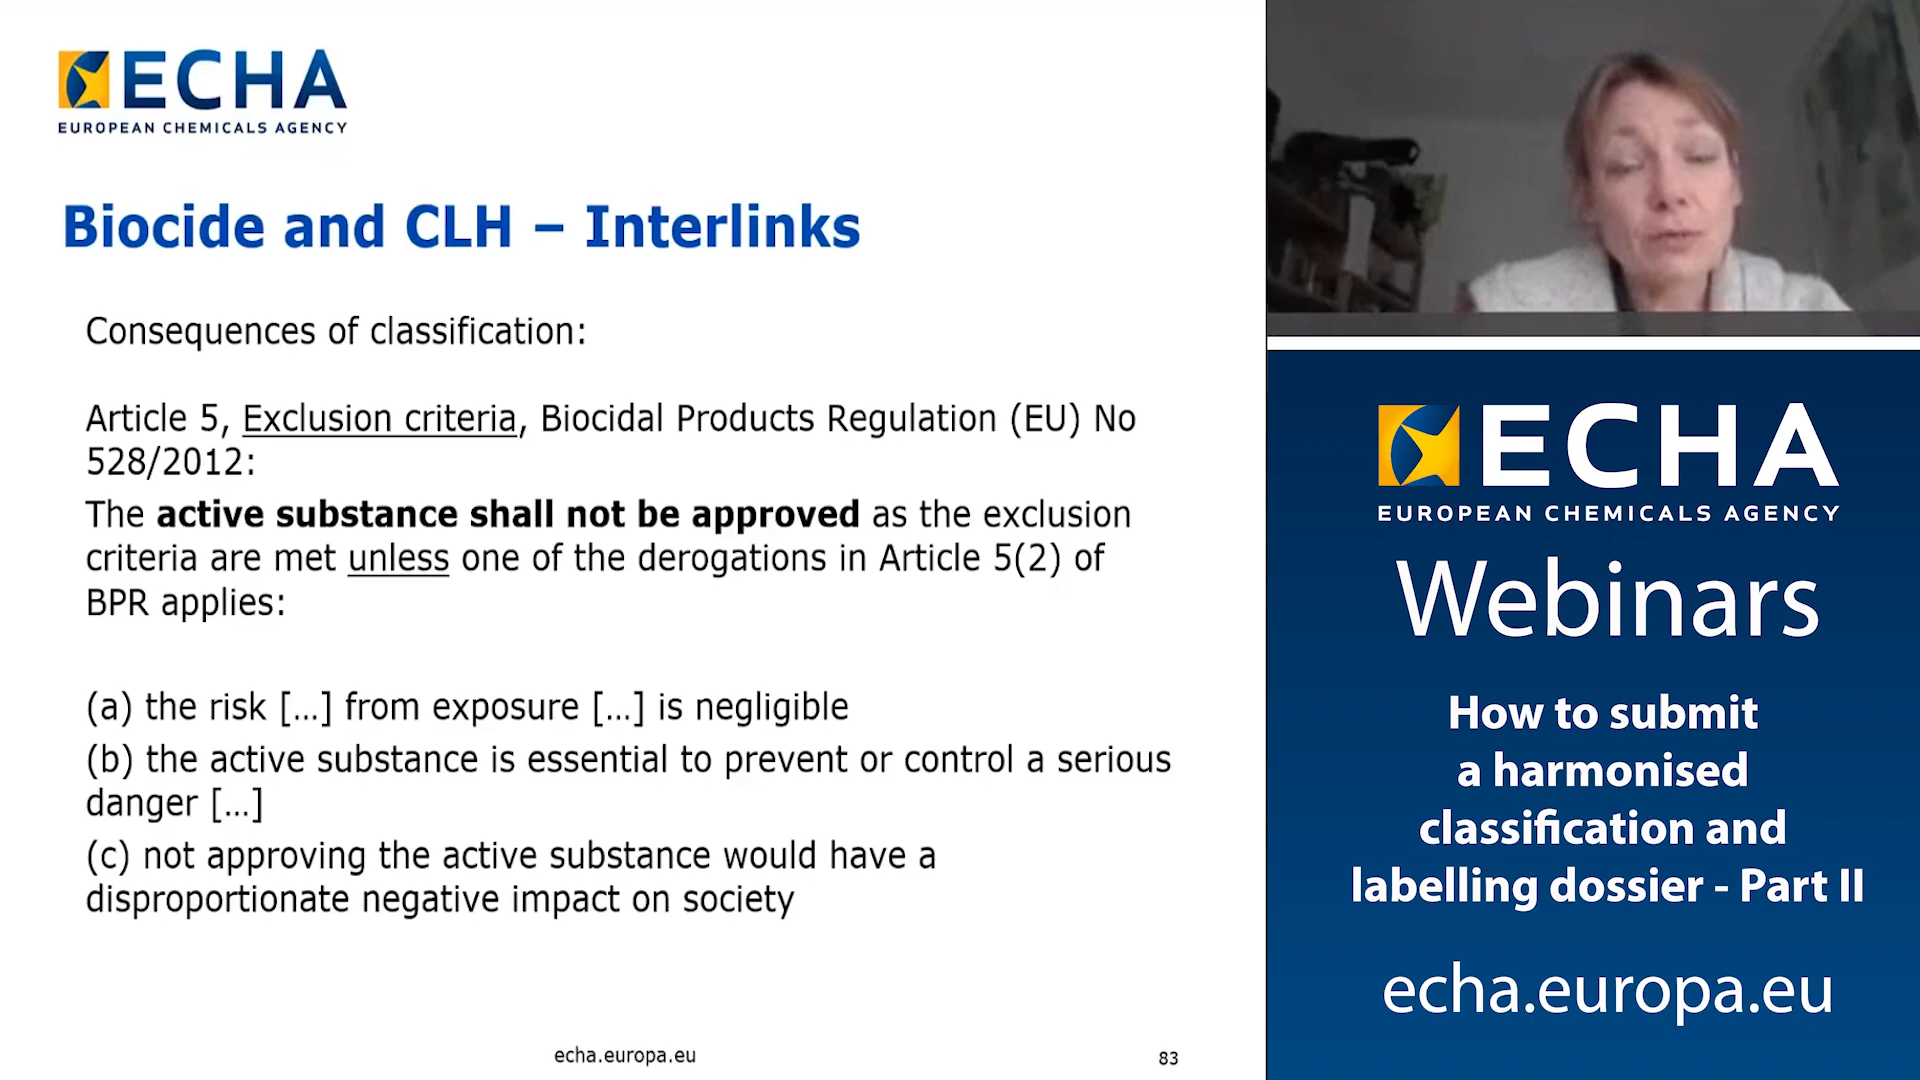 ECHA
EUROPEAN CHEMICALS AGENCY
Biocide and CLH – Interlinks
Consequences of classification:
Article 5, Exclusion criteria, Biocidal Products Regulation (EU) No
528/2012:
The active substance shall not be approved as the exclusion
criteria are met unless one of the derogations in Article 5(2) of
BPR applies:
(a) the risk [...] from exposure [...] is negligible
(b) the active substance is essential to prevent or control a serious
danger [...]
(c) not approving the active substance would have a
disproportionate negative impact on society
echa.europa.eu
83
ECHA
EUROPEAN CHEMICALS AGENCY
Webinars
How to submit
a harmonised
classification and
labelling dossier - Part II
echa.europa.eu